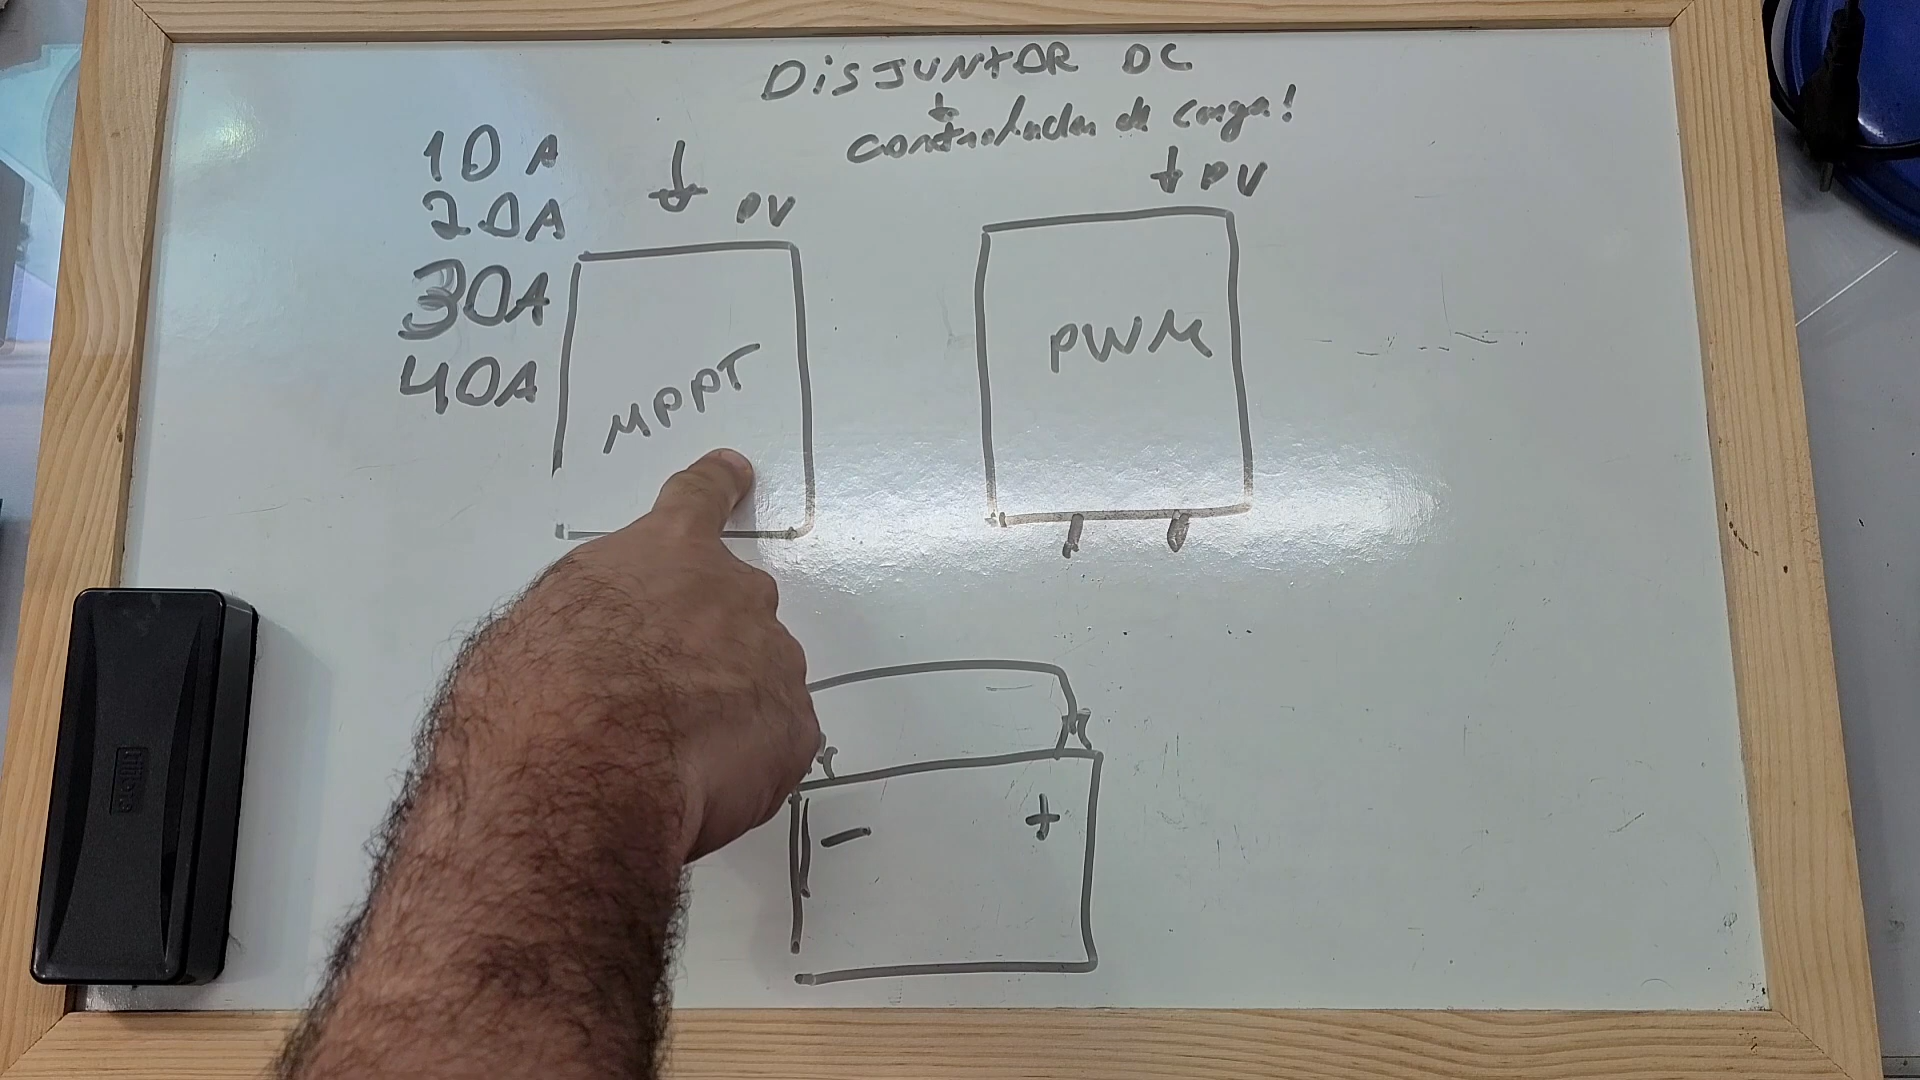 DISJUNTOR DC
+
controlador de carga!
10A
20A
30A
40A
PV
MPPT
PV
PWM
- +